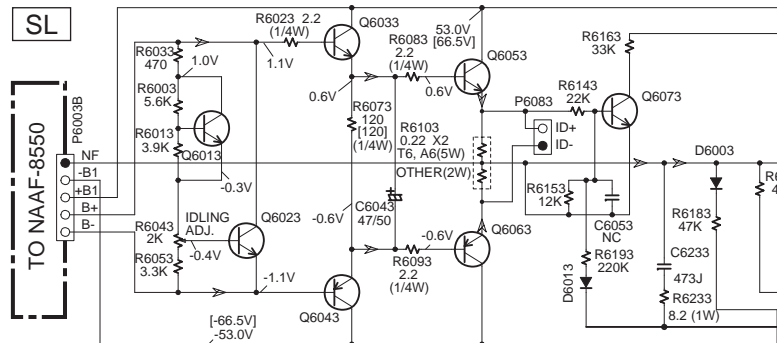 SL
TO NAAF-8550
P6003B
NF
-B1
+B1
B+
B-
R6033
470
1.0V
R6003
5.6K
R6013
3.9K
Q6013
-0.3V
R6043
2K
IDLING
ADJ.
-0.4V
R6053
3.3K
Q6023
-1.1V
1.1V
R6023 2.2
(1/4W)
Q6033
0.6V
R6073
120
[120]
(1/4W)
-0.6V
C6043
47/50
Q6043
[-66.5V]
-53.0V
R6083
2.2
(1/4W)
0.6V
53.0V
[66.5V]
Q6053
R6103
0.22 X2
T6, A6(5W)
OTHER(2W)
-0.6V
R6093
2.2
(1/4W)
Q6063
P6083
ID+
ID-
R6143
22K
R6163
33K
Q6073
R6153
12K
C6053
NC
R6193
220K
D6013
D6003
R6183
47K
C6233
473J
R6233
8.2 (1W)
R6
4